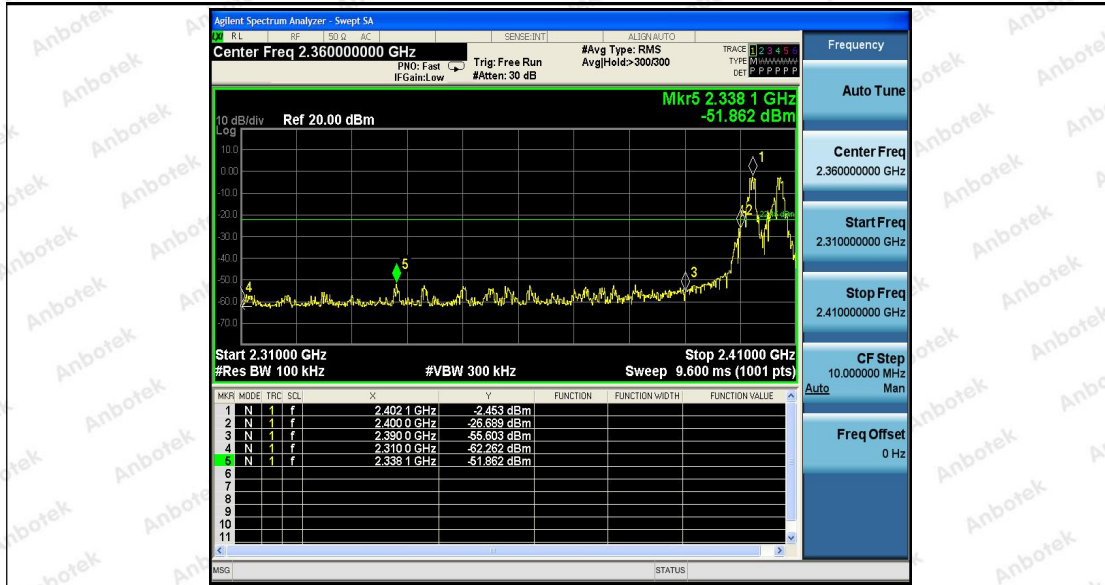 Agilent Spectrum Analyzer - Swept SA
RL RF 50 Ω AC SENSE:INT ALIGNAUTO
Center Freq 2.360000000 GHz
PNO: Fast
IFGain:Low
Trig: Free Run
#Atten: 30 dB
#Avg Type: RMS
Avg|Hold:>300/300
TRACE 1 2 3 4 5 6
TYPE M
DET P P P P P P
Mkr5 2.338 1 GHz
-51.862 dBm
10 dB/div Ref 20.00 dBm
Log
10.0
0.00
-10.0
-20.0
-30.0
-40.0
-50.0
-60.0
-70.0
1
2
3
4
5
Start 2.31000 GHz
Stop 2.41000 GHz
#Res BW 100 kHz
#VBW 300 kHz
Sweep 9.600 ms (1001 pts)
MKR MODE TRC SCL X Y FUNCTION FUNCTION WIDTH FUNCTION VALUE
1 N 1 f 2.402 1 GHz -2.453 dBm
2 N 1 f 2.400 0 GHz -26.689 dBm
3 N 1 f 2.390 0 GHz -55.603 dBm
4 N 1 f 2.310 0 GHz -62.262 dBm
5 N 1 f 2.338 1 GHz -51.862 dBm
6
7
8
9
10
11
MSG STATUS
Frequency
Auto Tune
Center Freq
2.360000000 GHz
Start Freq
2.310000000 GHz
Stop Freq
2.410000000 GHz
CF Step
10.000000 MHz
Auto Man
Freq Offset
0 Hz
Anbotek